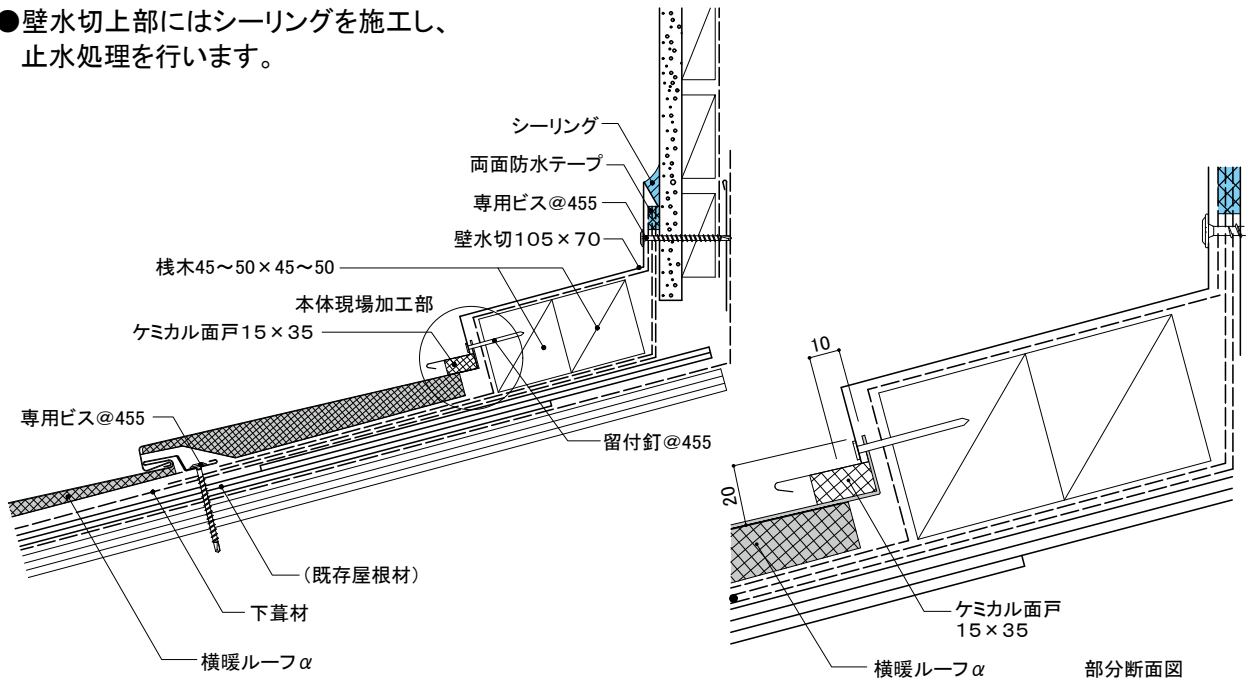 ●壁水切上部にはシーリングを施工し、
止水処理を行います。
シーリング
両面防水テープ
専用ビス@455
壁水切105×70
桟木45〜50×45〜50
本体現場加工部
ケミカル面戸15×35
専用ビス@455
留付釘@455
(既存屋根材)
下葺材
横暖ルーフα
10
20
ケミカル面戸
15×35
横暖ルーフα
部分断面図